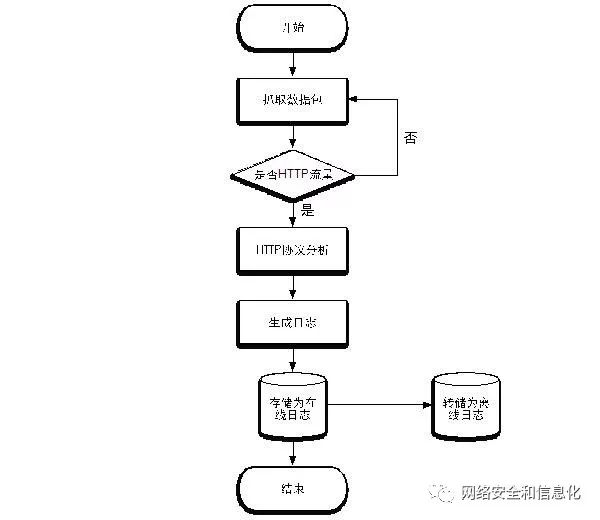 开始
抓取数据包
否
是否HTTP流量
是
HTTP协议分析
生成日志
存储为在
线日志
转储为离
线日志
结束
网络安全和信息化